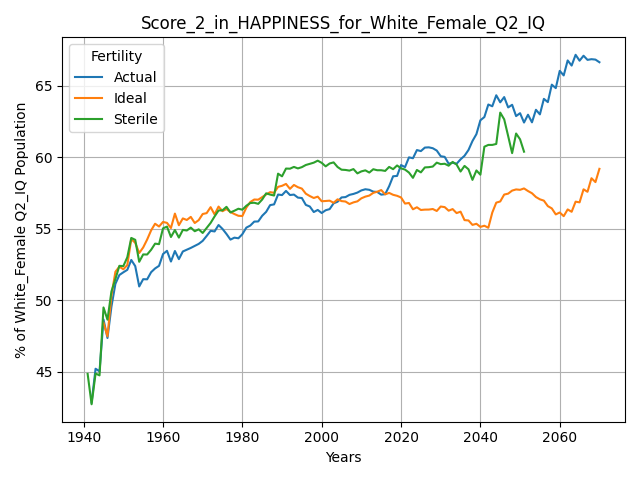 Score_2_in_HAPPINESS_for_White_Female_Q2_IQ
Fertility
Actual
Ideal
Sterile
% of White_Female Q2_IQ Population
65
60
55
50
45
1940 1960 1980 2000 2020 2040 2060
Years